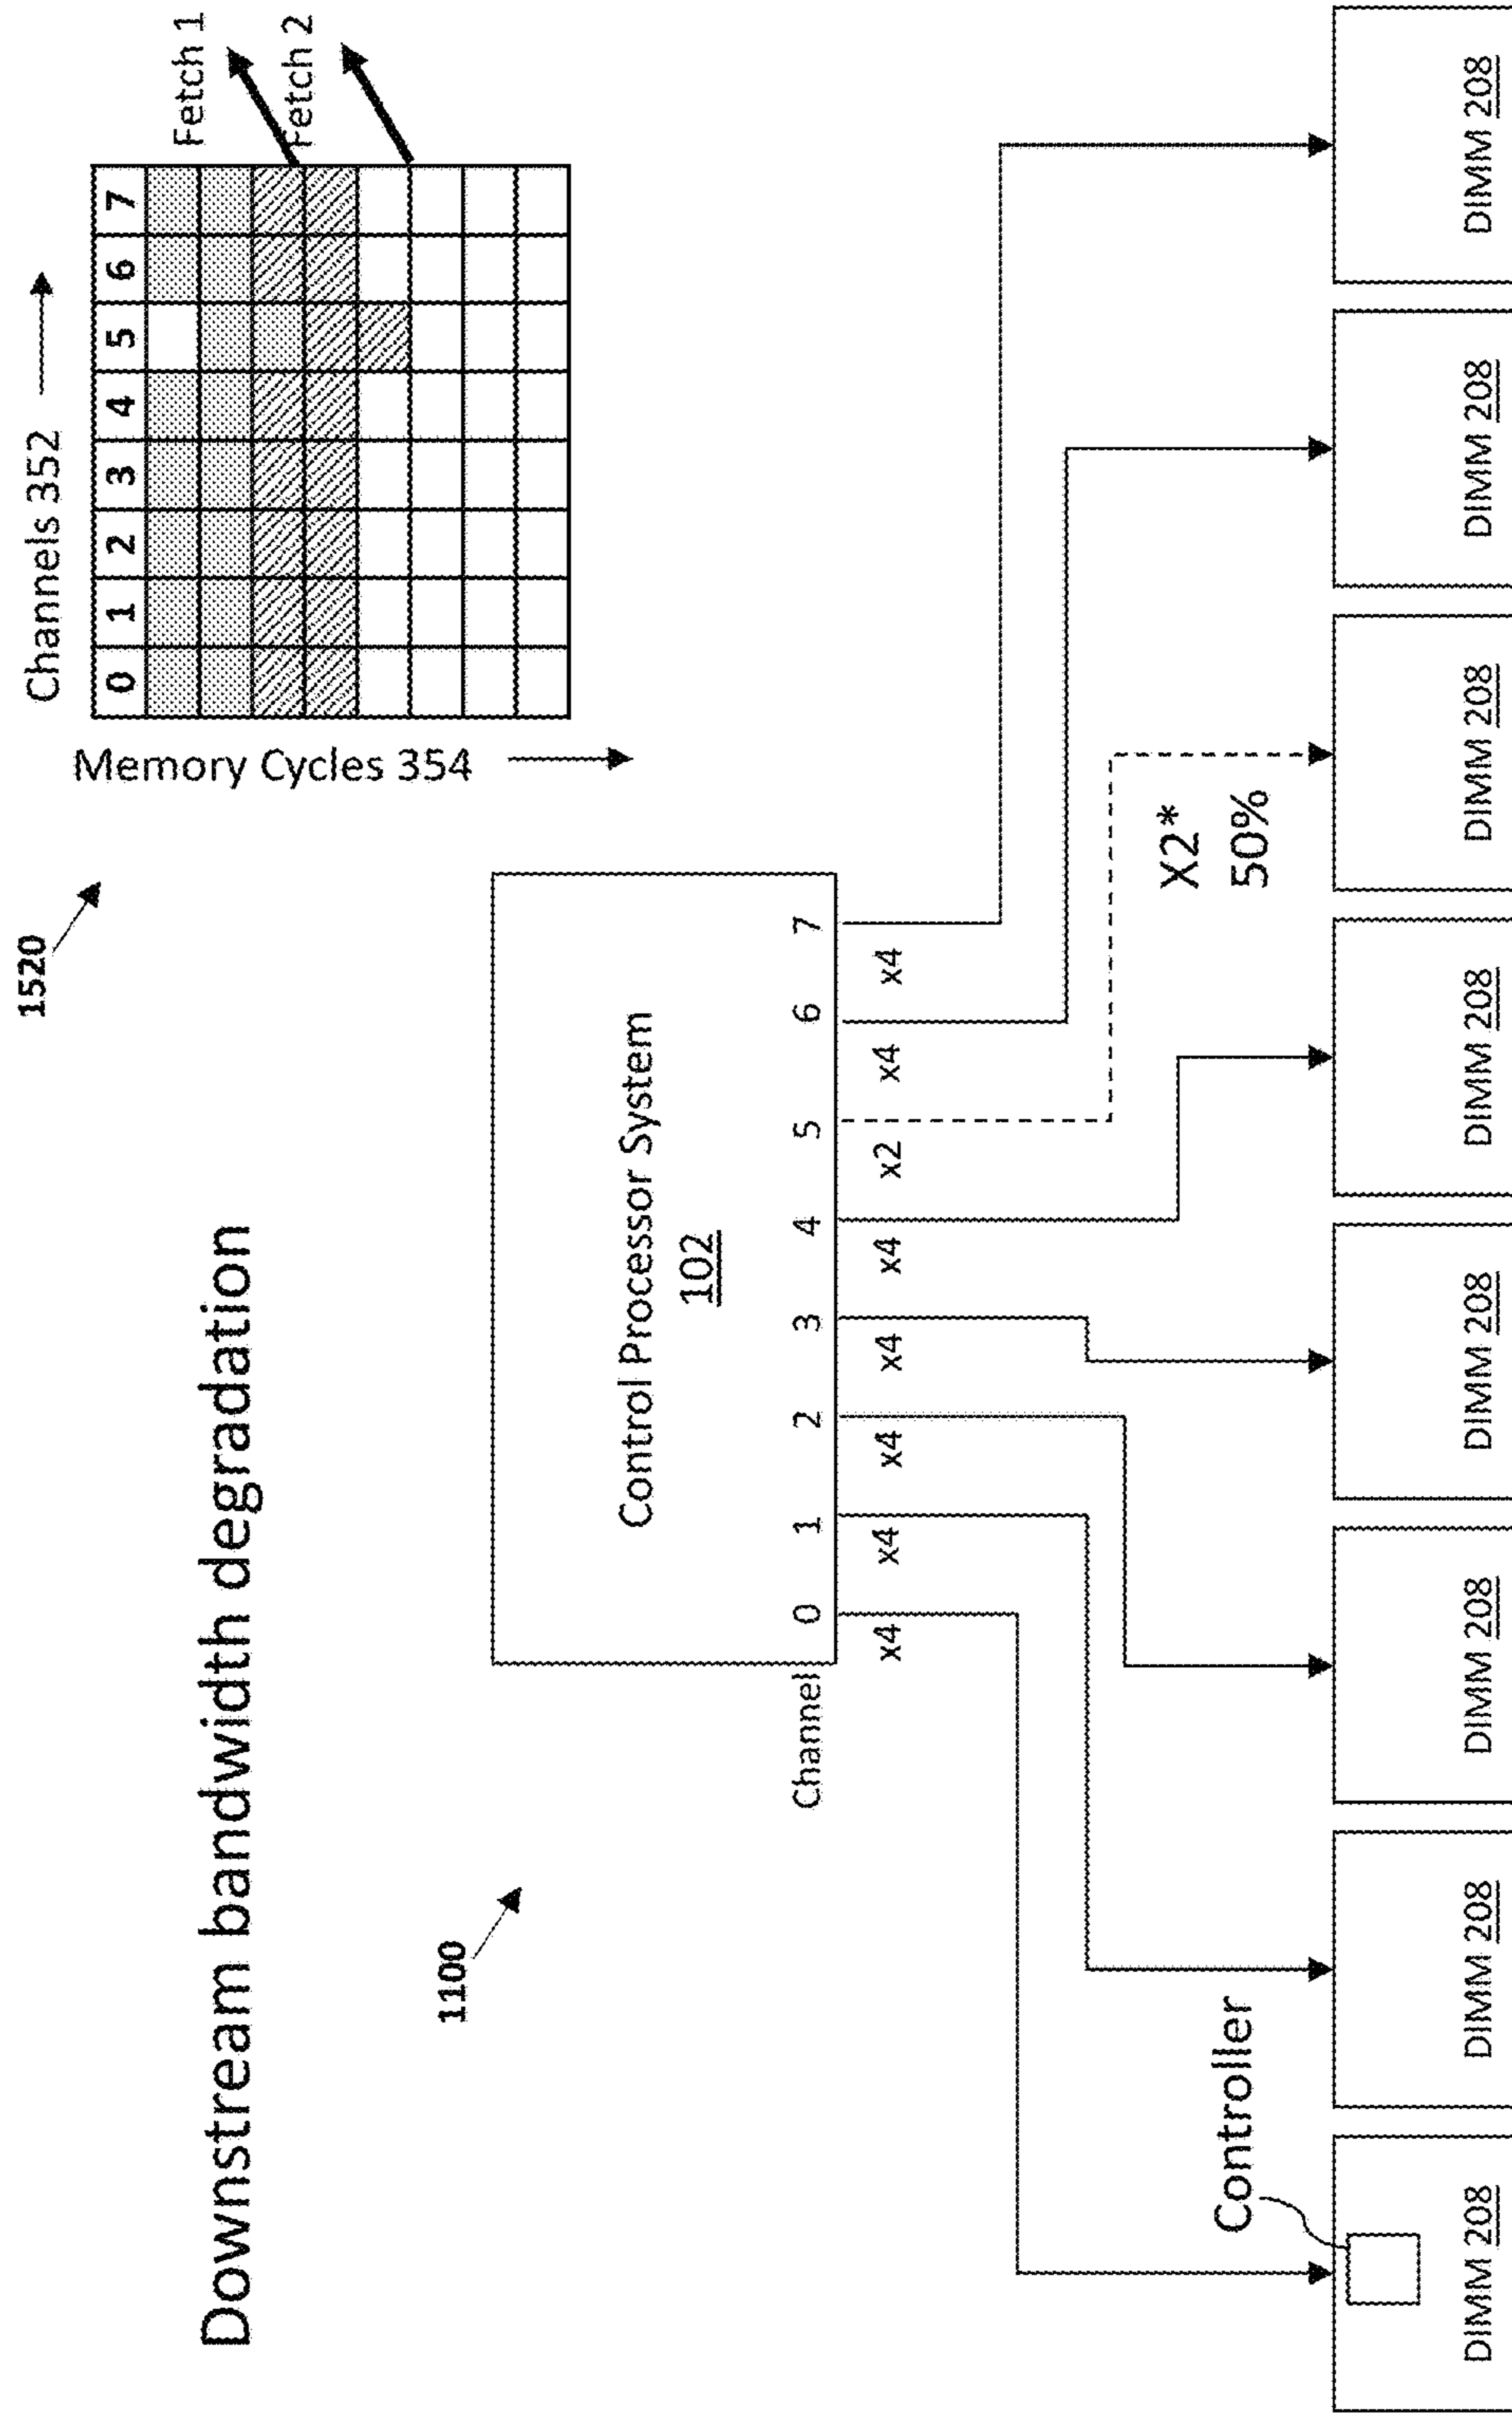 Downstream bandwidth degradation
1520
Channels 352
Memory Cycles 354
0 1 2 3 4 5 6 7
Fetch 1
Fetch 2
1100
Control Processor System
102
Channel
0 1 2 3 4 5 6 7
x4 x4 x4 x4 x4 x2 x4 x4
X2*
50%
Controller
DIMM 208 DIMM 208 DIMM 208 DIMM 208 DIMM 208 DIMM 208 DIMM 208 DIMM 208